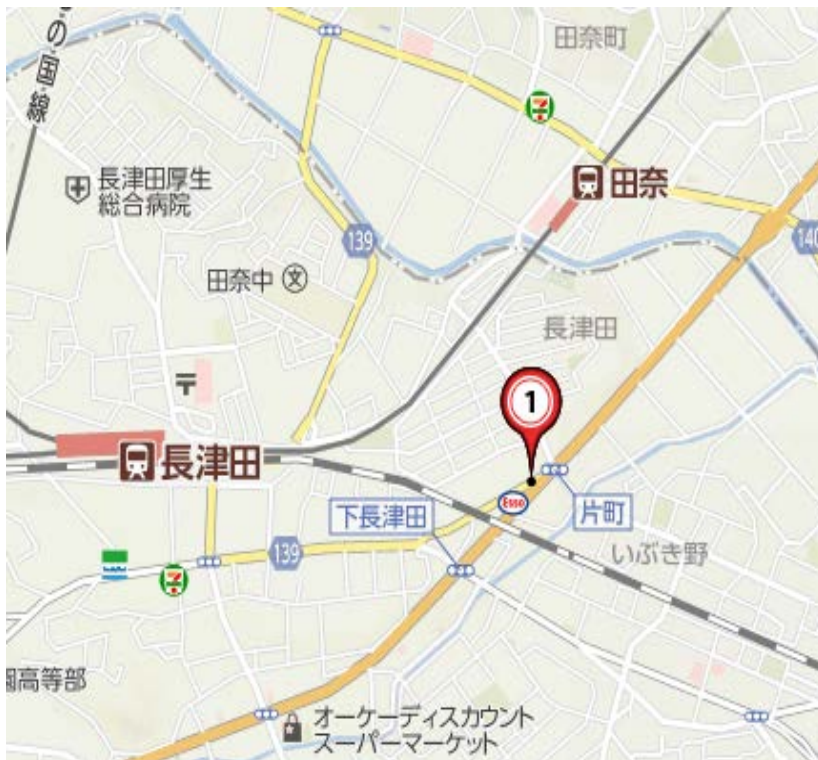 の国線
田奈町
7
長津田厚生
総合病院
田奈
139
140
田奈中
文
長津田
1
長津田
Esso
片町
下長津田
いぶき野
139
7
高等部
オーケーディスカウント
スーパーマーケット